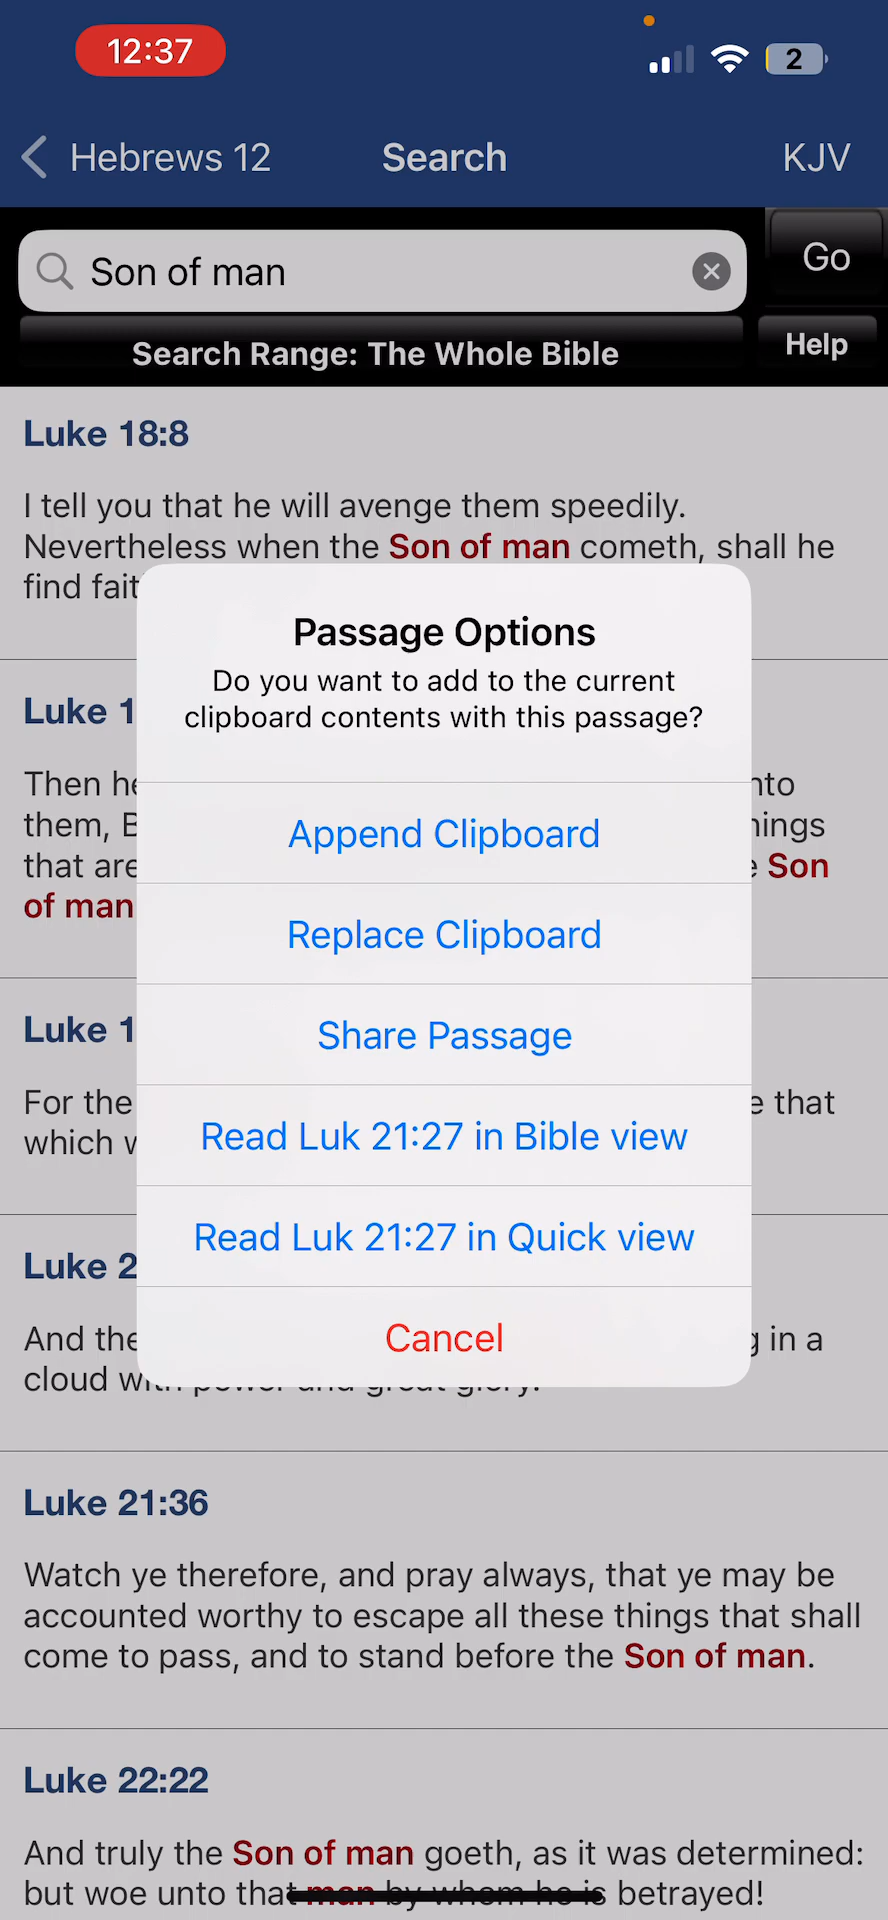 12:37
2
Hebrews 12
Search
KJV
Son of man
Go
Search Range: The Whole Bible
Help
Luke 18:8
I tell you that he will avenge them speedily.
Nevertheless when the Son of man cometh, shall he
find
Passage Options
Do you want to add to the current
clipboard contents with this passage?
Append Clipboard
Replace Clipboard
Share Passage
Read Luk 21:27 in Bible view
Read Luk 21:27 in Quick view
Cancel
Luke
Then
them,
that are
Son
of man
Luke
For the
that
which
Luke
And
in a
cloud
Luke 21:36
Watch ye therefore, and pray always, that ye may be
accounted worthy to escape all these things that shall
come to pass, and to stand before the Son of man.
Luke 22:22
And truly the Son of man goeth, as it was determined:
but woe unto that man by whom he is betrayed!